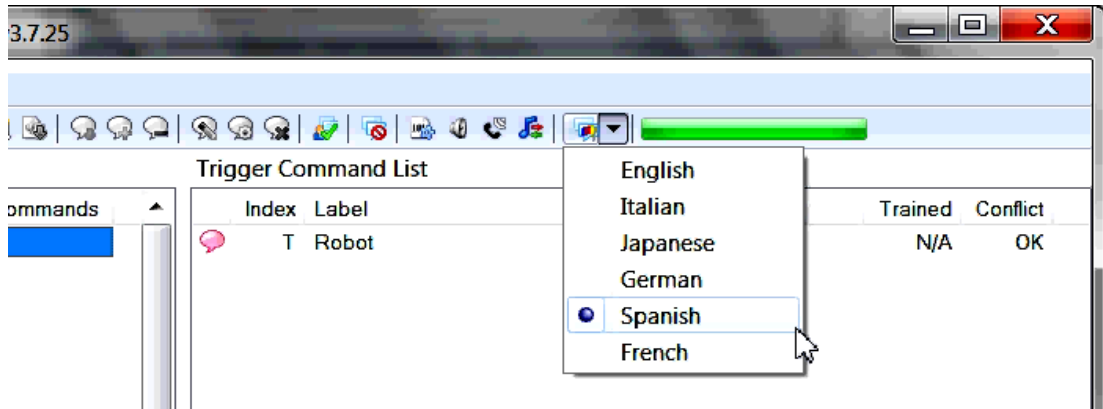 3.7.25
Trigger Command List
ommands Index Label Trained Conflict
T Robot N/A OK
English
Italian
Japanese
German
Spanish
French